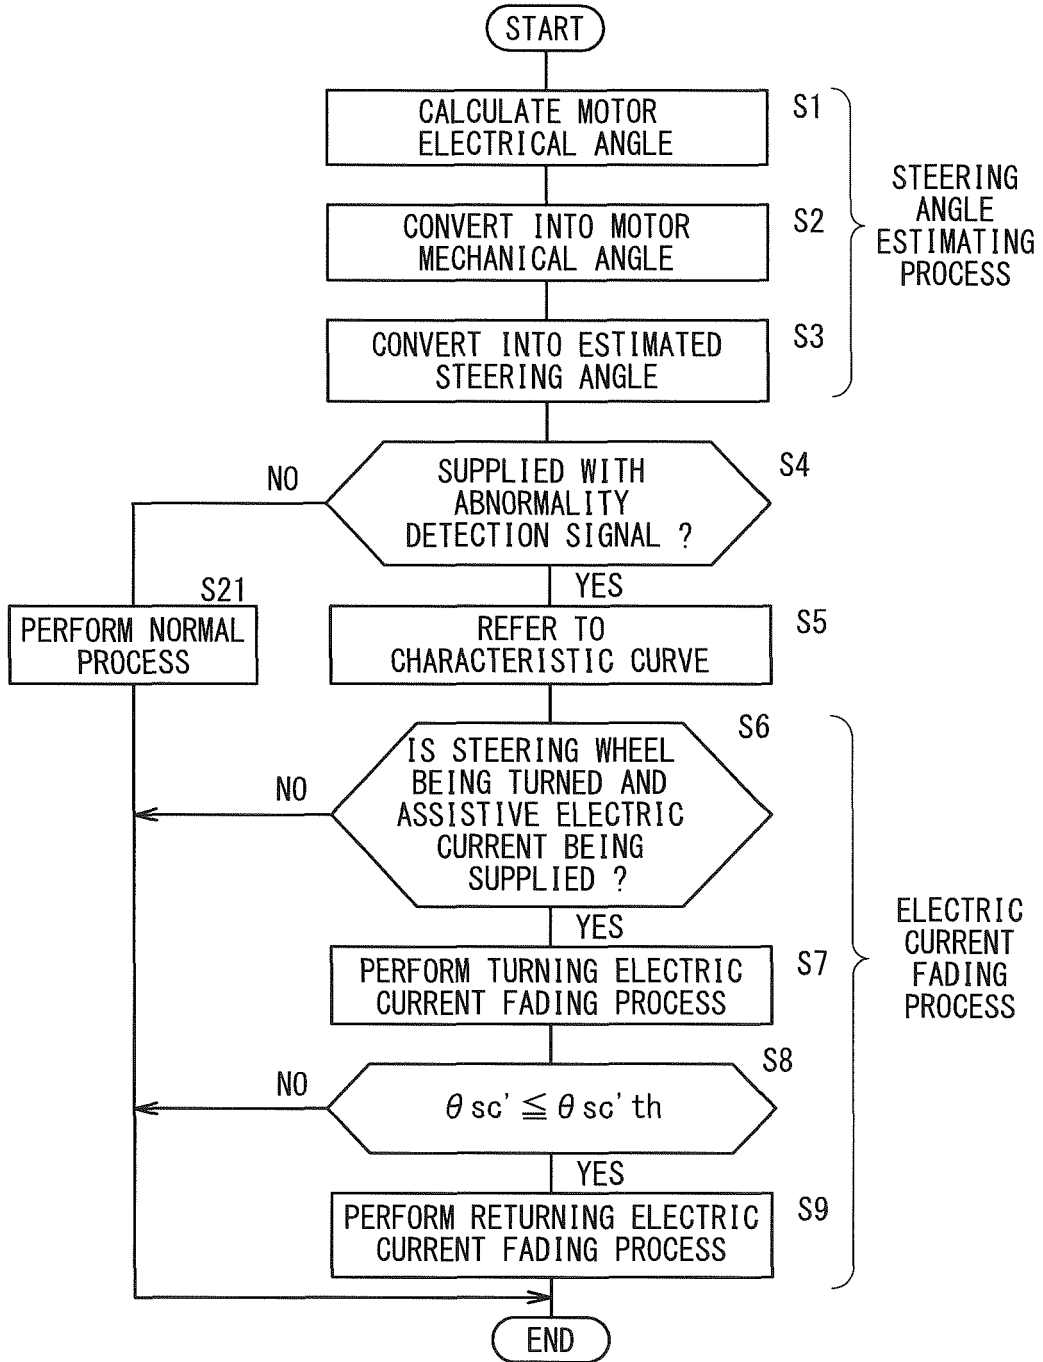 START
CALCULATE MOTOR
ELECTRICAL ANGLE
S1
CONVERT INTO MOTOR
MECHANICAL ANGLE
S2
CONVERT INTO ESTIMATED
STEERING ANGLE
S3
STEERING
ANGLE
ESTIMATING
PROCESS
SUPPLIED WITH
ABNORMALITY
DETECTION SIGNAL ?
S4
NO
YES
S21
PERFORM NORMAL
PROCESS
REFER TO
CHARACTERISTIC CURVE
S5
IS STEERING WHEEL
BEING TURNED AND
ASSISTIVE ELECTRIC
CURRENT BEING
SUPPLIED ?
S6
NO
YES
PERFORM TURNING ELECTRIC
CURRENT FADING PROCESS
S7
θsc' ≦ θsc'th
S8
NO
YES
PERFORM RETURNING ELECTRIC
CURRENT FADING PROCESS
S9
ELECTRIC
CURRENT
FADING
PROCESS
END